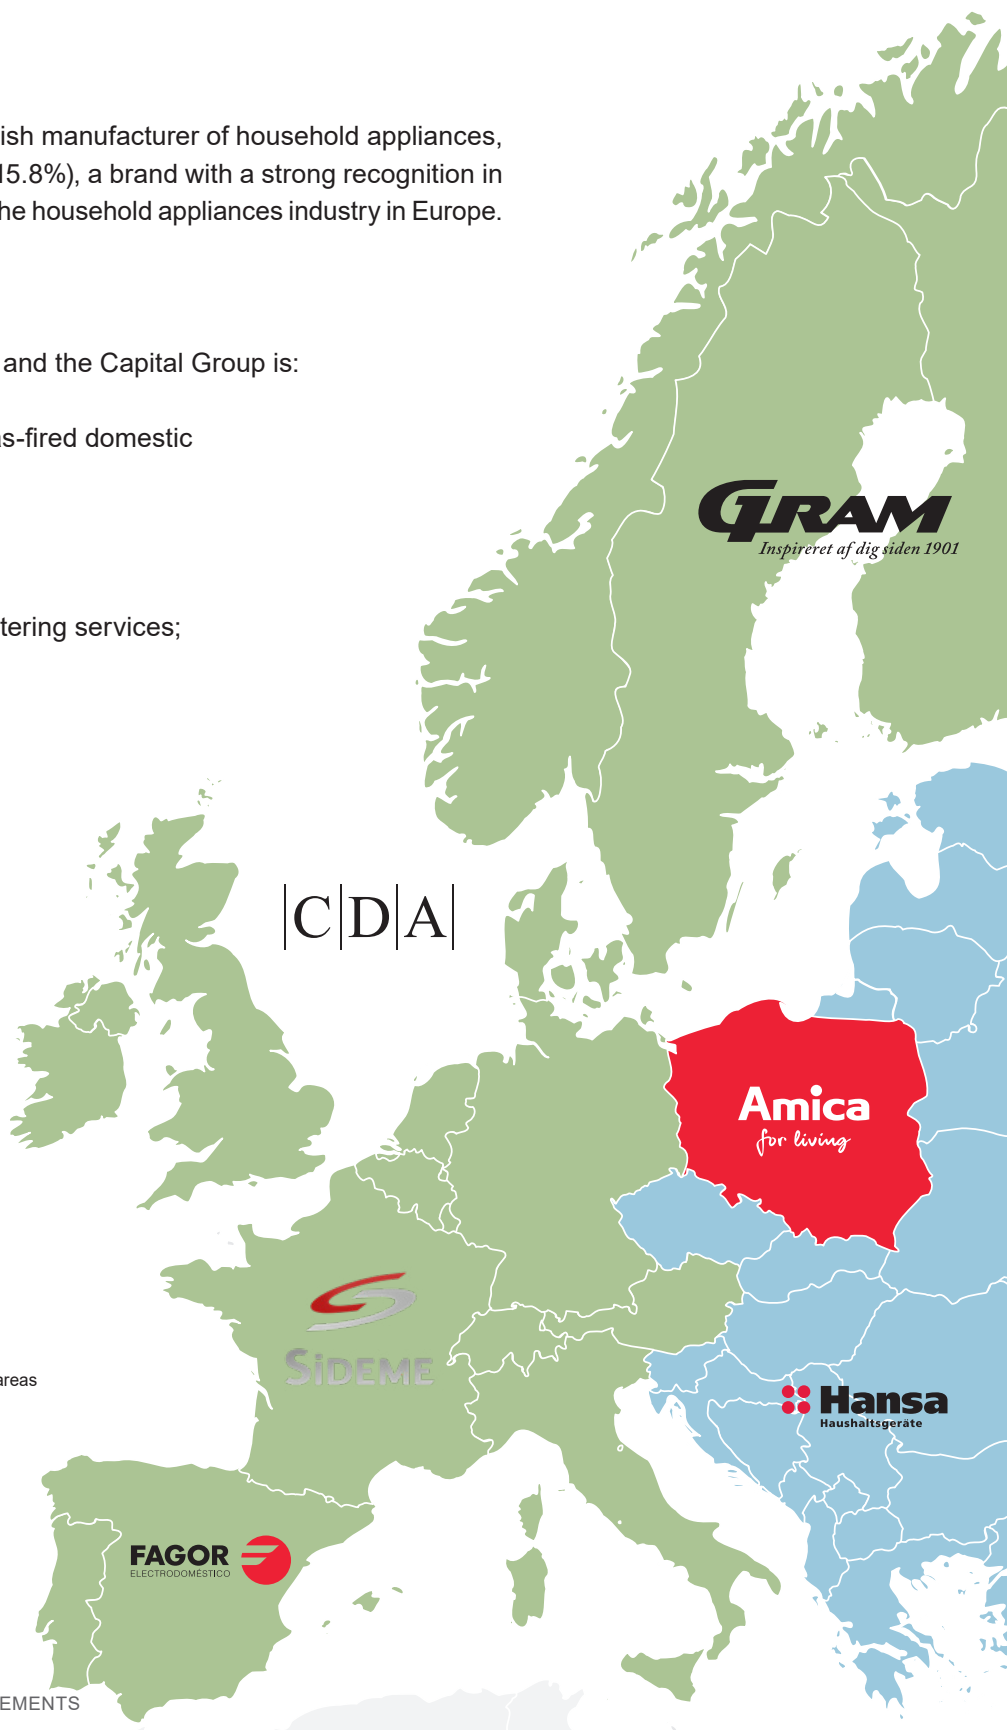 ish manufacturer of household appliances,
15.8%), a brand with a strong recognition in
he household appliances industry in Europe.
and the Capital Group is:
s-fired domestic
tering services;
GRAM
Inspireret af dig siden 1901
|C|D|A|
Amica
for living
SiDEME
areas
Hansa
Haushaltsgeräte
FAGOR
ELECTRODOMÉSTICO
EMENTS